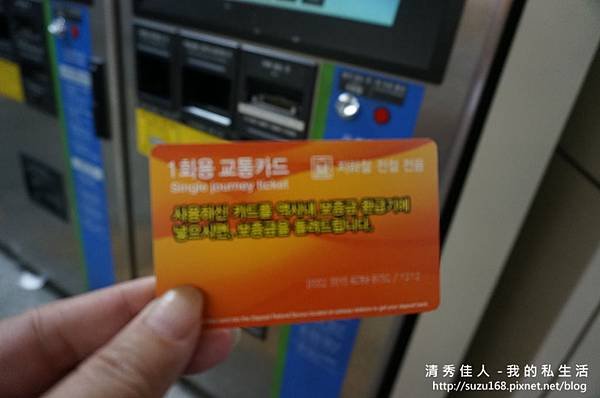 1회용 교통카드
Single journey ticket
M 지하철 전철 전용
사용하신 카드를 역사내 보증금 환급기에
넣으시면, 보증금을 돌려드립니다.
清秀佳人 -我的私生活
http://suzu168.pixnet.net/blog